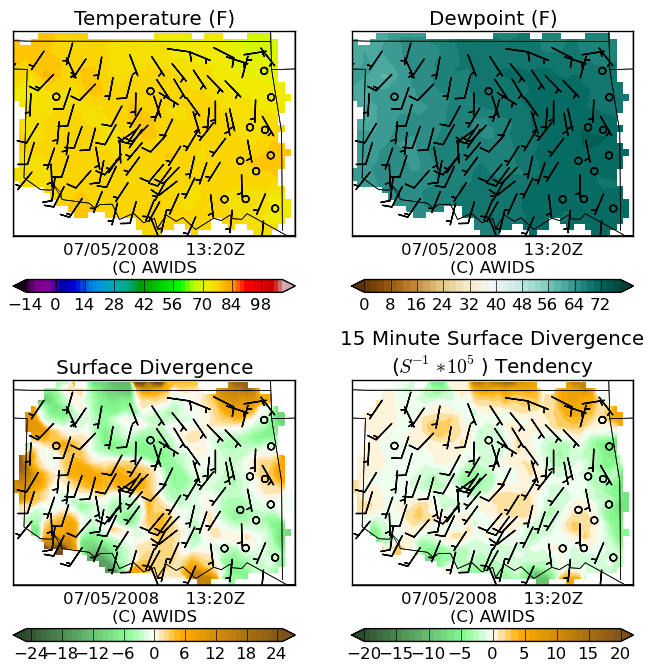 Temperature (F)
Dewpoint (F)
07/05/2008 13:20Z
(C) AWIDS
07/05/2008 13:20Z
(C) AWIDS
−14 0 14 28 42 56 70 84 98
0 8 16 24 32 40 48 56 64 72
Surface Divergence
15 Minute Surface Divergence
(S⁻¹ *10⁵ ) Tendency
07/05/2008 13:20Z
(C) AWIDS
07/05/2008 13:20Z
(C) AWIDS
−24 −18 −12 −6 0 6 12 18 24
−20 −15 −10 −5 0 5 10 15 20